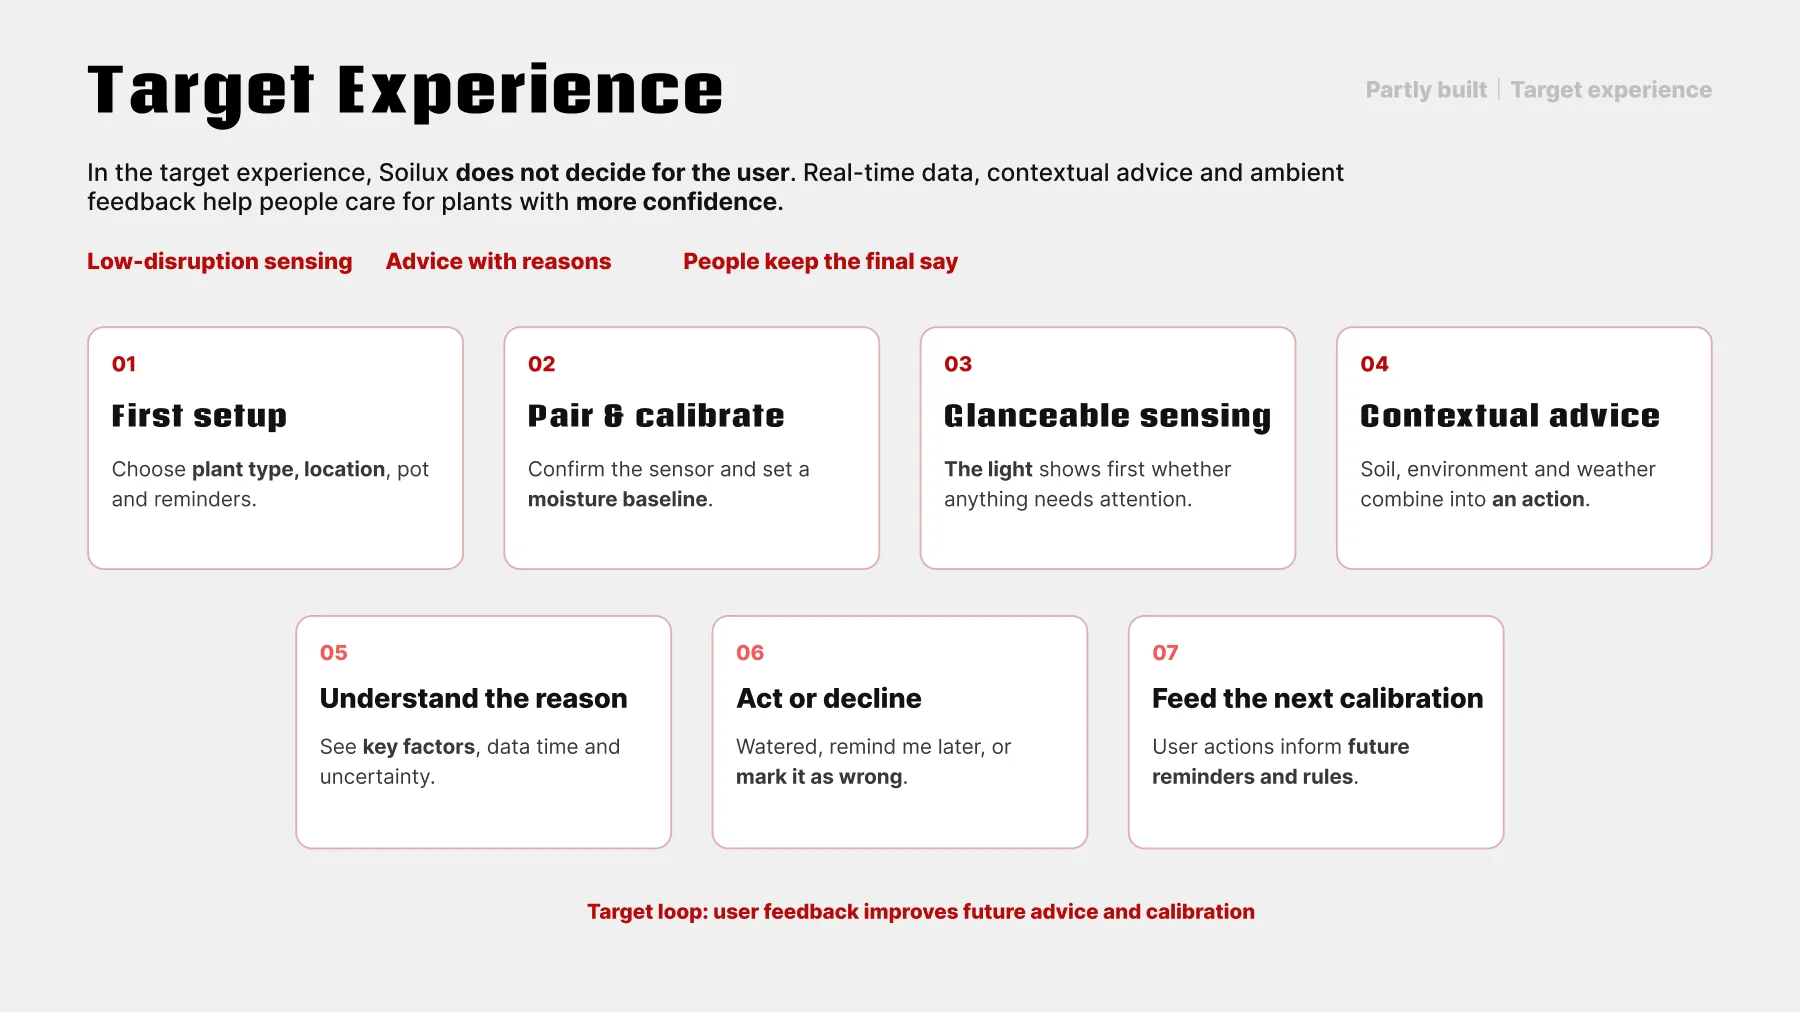 Target Experience
Partly built | Target experience
In the target experience, Soilux does not decide for the user. Real-time data, contextual advice and ambient
feedback help people care for plants with more confidence.
Low-disruption sensing
Advice with reasons
People keep the final say
01
First setup
Choose plant type, location, pot
and reminders.
02
Pair & calibrate
Confirm the sensor and set a
moisture baseline.
03
Glanceable sensing
The light shows first whether
anything needs attention.
04
Contextual advice
Soil, environment and weather
combine into an action.
05
Understand the reason
See key factors, data time and
uncertainty.
06
Act or decline
Watered, remind me later, or
mark it as wrong.
07
Feed the next calibration
User actions inform future
reminders and rules.
Target loop: user feedback improves future advice and calibration